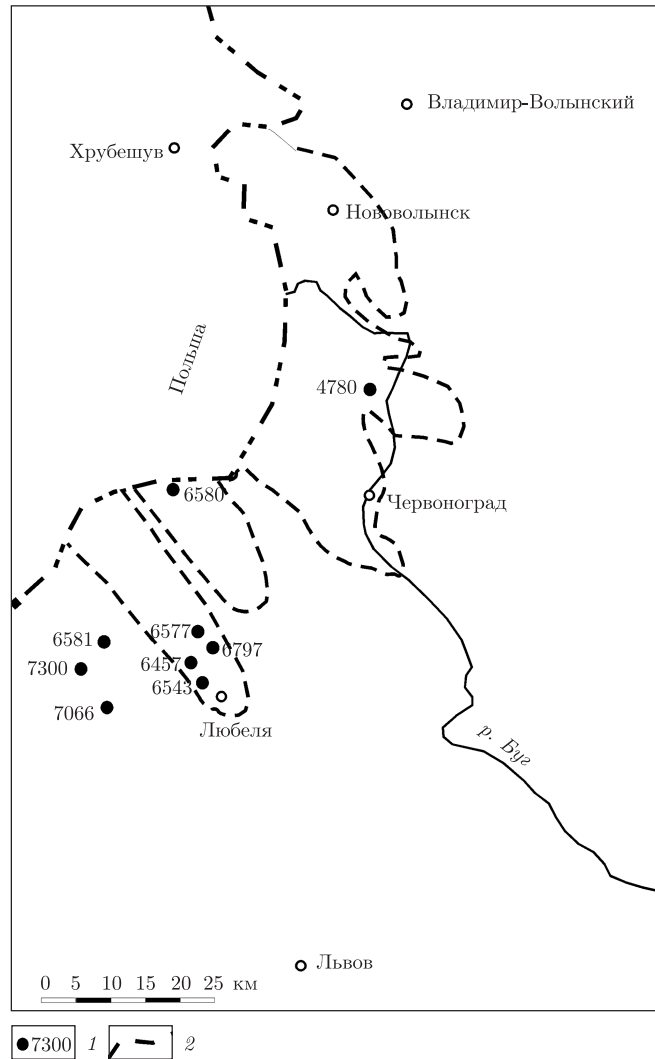 Владимир-Волынский
Хрубешув
Нововолынск
Польша
4780
6580
Червоноград
6577
6581
6797
6457
7300
6543
7066
Любеля
р. Буг
Львов
0 5 10 15 20 25 км
7300 1 2